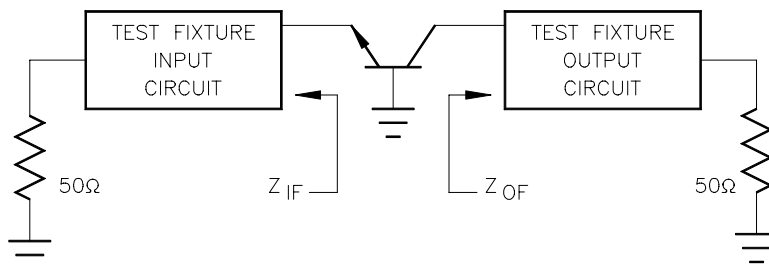 TEST FIXTURE
INPUT
CIRCUIT
TEST FIXTURE
OUTPUT
CIRCUIT
50Ω
Z IF
Z OF
50Ω